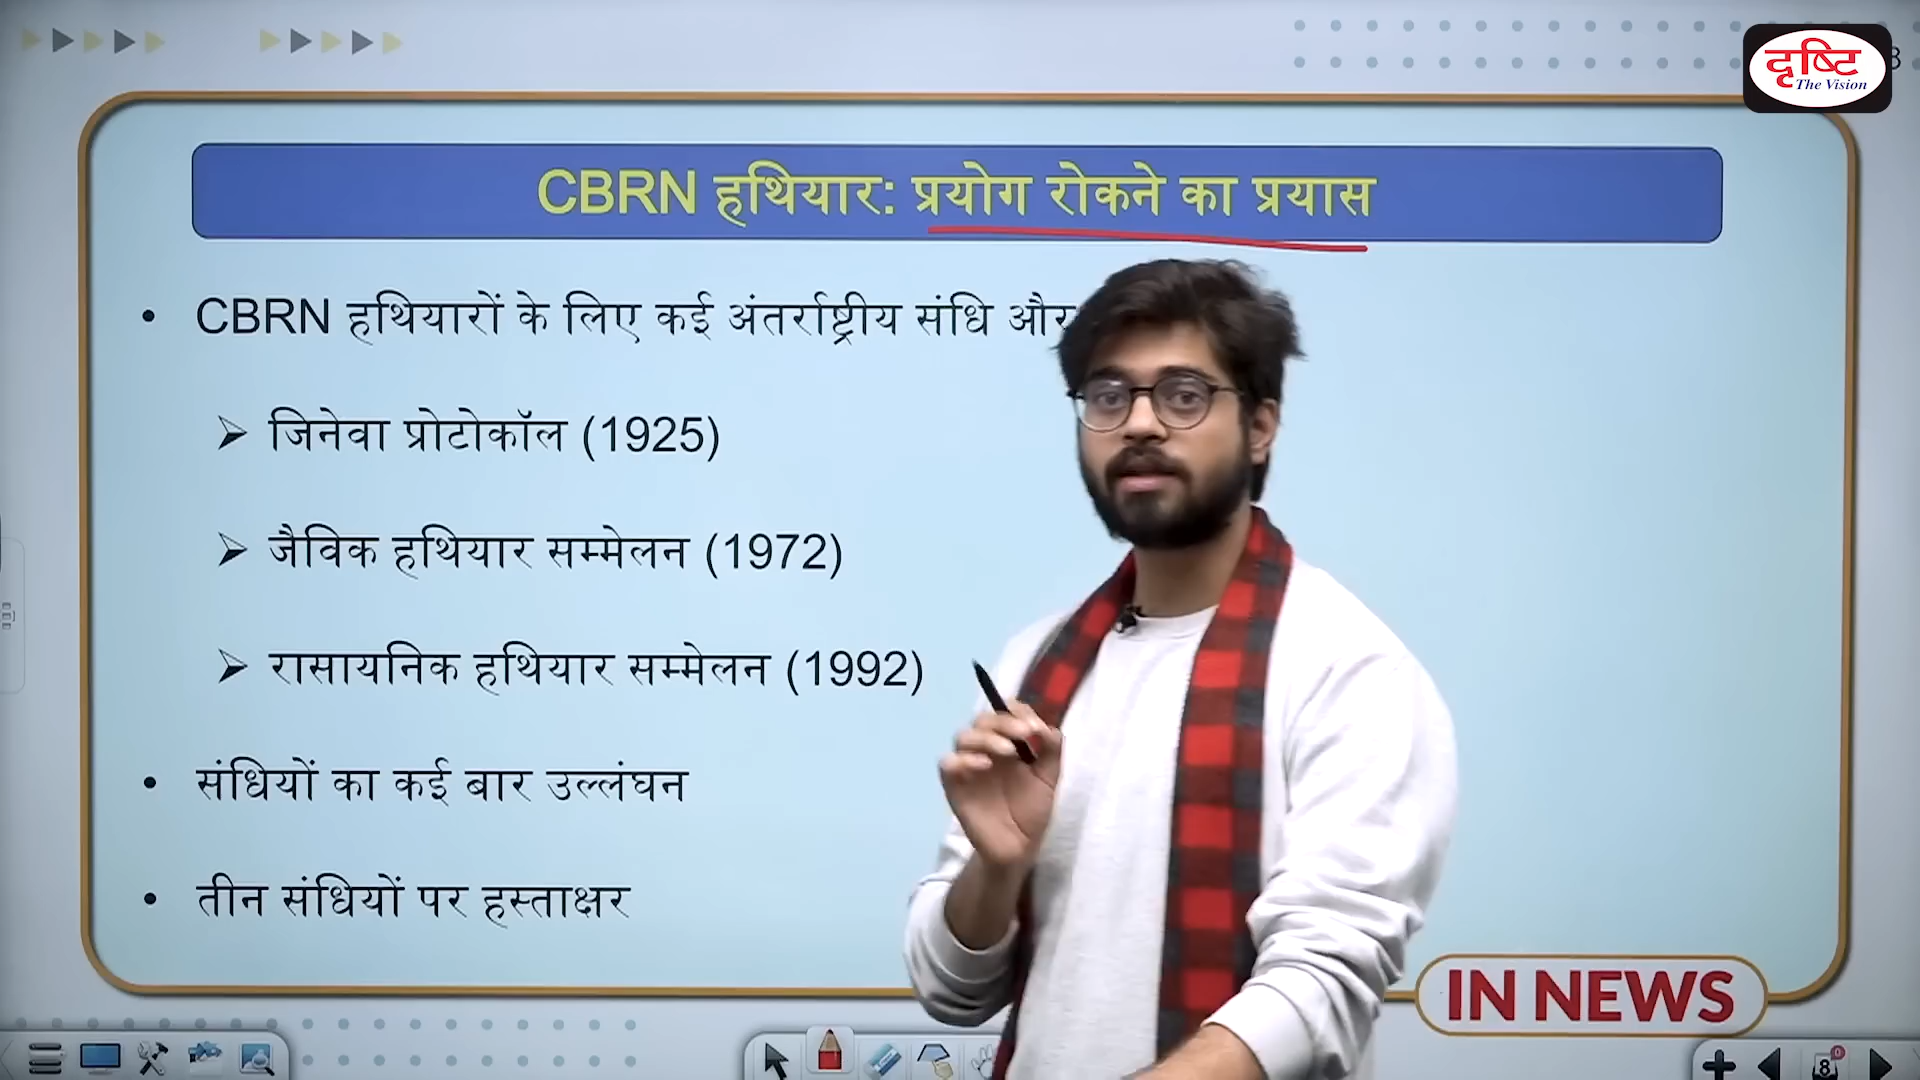 दृष्टि
The Vision
CBRN हथियार: प्रयोग रोकने का प्रयास
• CBRN हथियारों के लिए कई अंतर्राष्ट्रीय संधि और
➢ जिनेवा प्रोटोकॉल (1925)
➢ जैविक हथियार सम्मेलन (1972)
➢ रासायनिक हथियार सम्मेलन (1992)
• संधियों का कई बार उल्लंघन
• तीन संधियों पर हस्ताक्षर
IN NEWS
8